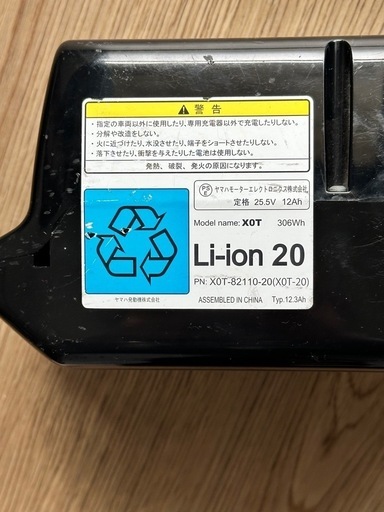 警告
・指定の車両以外に使用したり、専用充電器以外で充電したりしない。
・分解や改造をしない。
・火に近づけたり、水没させたり、端子をショートさせたりしない。
・落下させたり、衝撃を与えたりした電池は使用しない。
発熱、破裂、発火の原因になります。
PS E ヤマハモーターエレクトロニクス株式会社
定格 25.5V 12Ah
Model name: X0T 306Wh
Li-ion 20
PN: X0T-82110-20(X0T-20)
ヤマハ発動機株式会社 ASSEMBLED IN CHINA Typ.12.3Ah